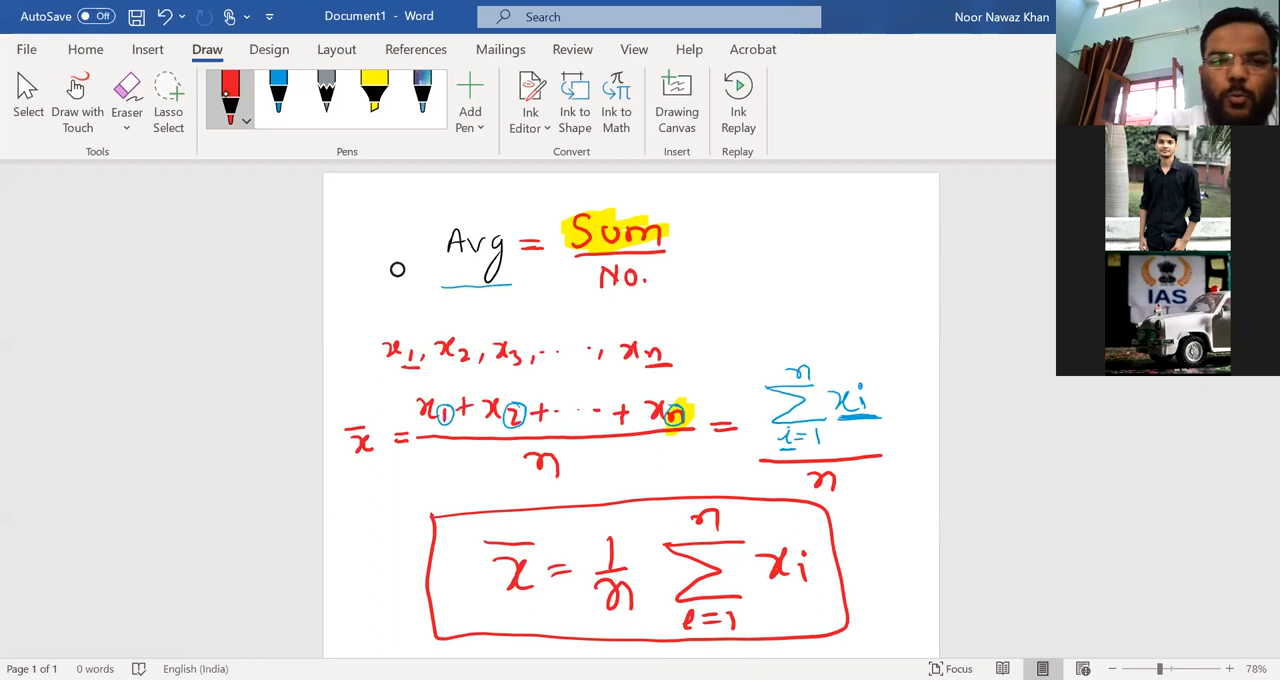 AutoSave Off Document1 - Word Search Noor Nawaz Khan
File Home Insert Draw Design Layout References Mailings Review View Help Acrobat
Select Draw with Touch Eraser Lasso Select Add Pen Ink Editor Ink to Shape Ink to Math Drawing Canvas Ink Replay
Tools Pens Convert Insert Replay
IAS
Avg = Sum / No.
x₁, x₂, x₃, ....., xₙ
x̄ = (x₁ + x₂ + .... + xₙ) / n = (∑ᵢ₌₁ⁿ xi) / n
x̄ = 1/n ∑ᵢ₌₁ⁿ xi
Page 1 of 1 0 words English (India) Focus 78%